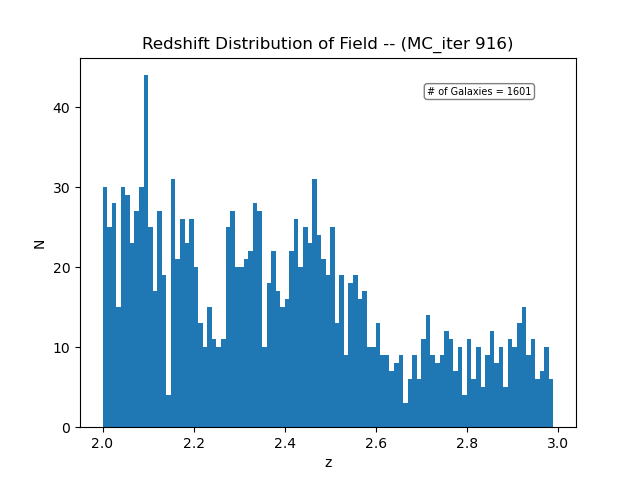 Redshift Distribution of Field -- (MC_iter 916)
# of Galaxies = 1601
40
30
20
10
0
N
2.0 2.2 2.4 2.6 2.8 3.0
z